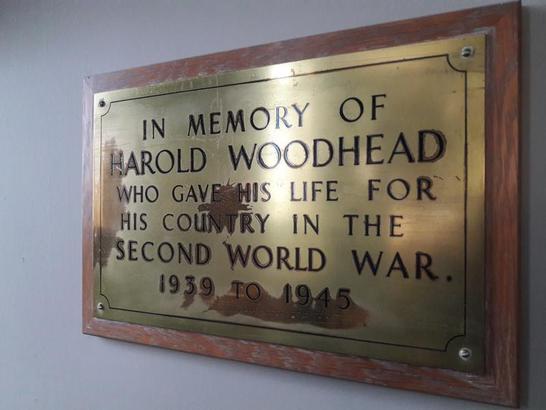 IN MEMORY OF
HAROLD WOODHEAD
WHO GAVE HIS LIFE FOR
HIS COUNTRY IN THE
SECOND WORLD WAR.
1939 TO 1945